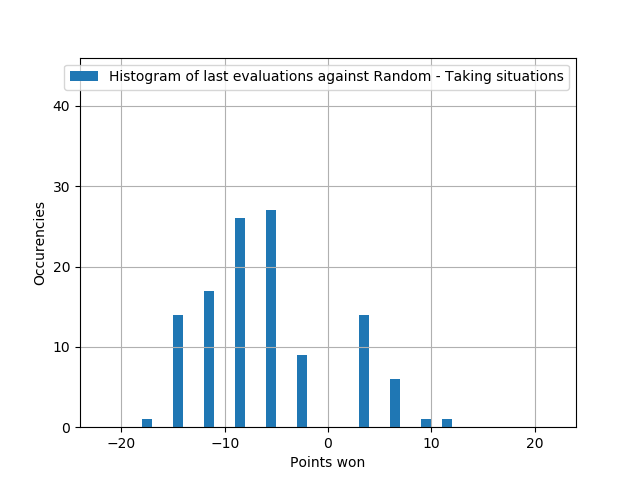 Histogram of last evaluations against Random - Taking situations
40
30
20
10
0
Occurencies
−20 −10 0 10 20
Points won